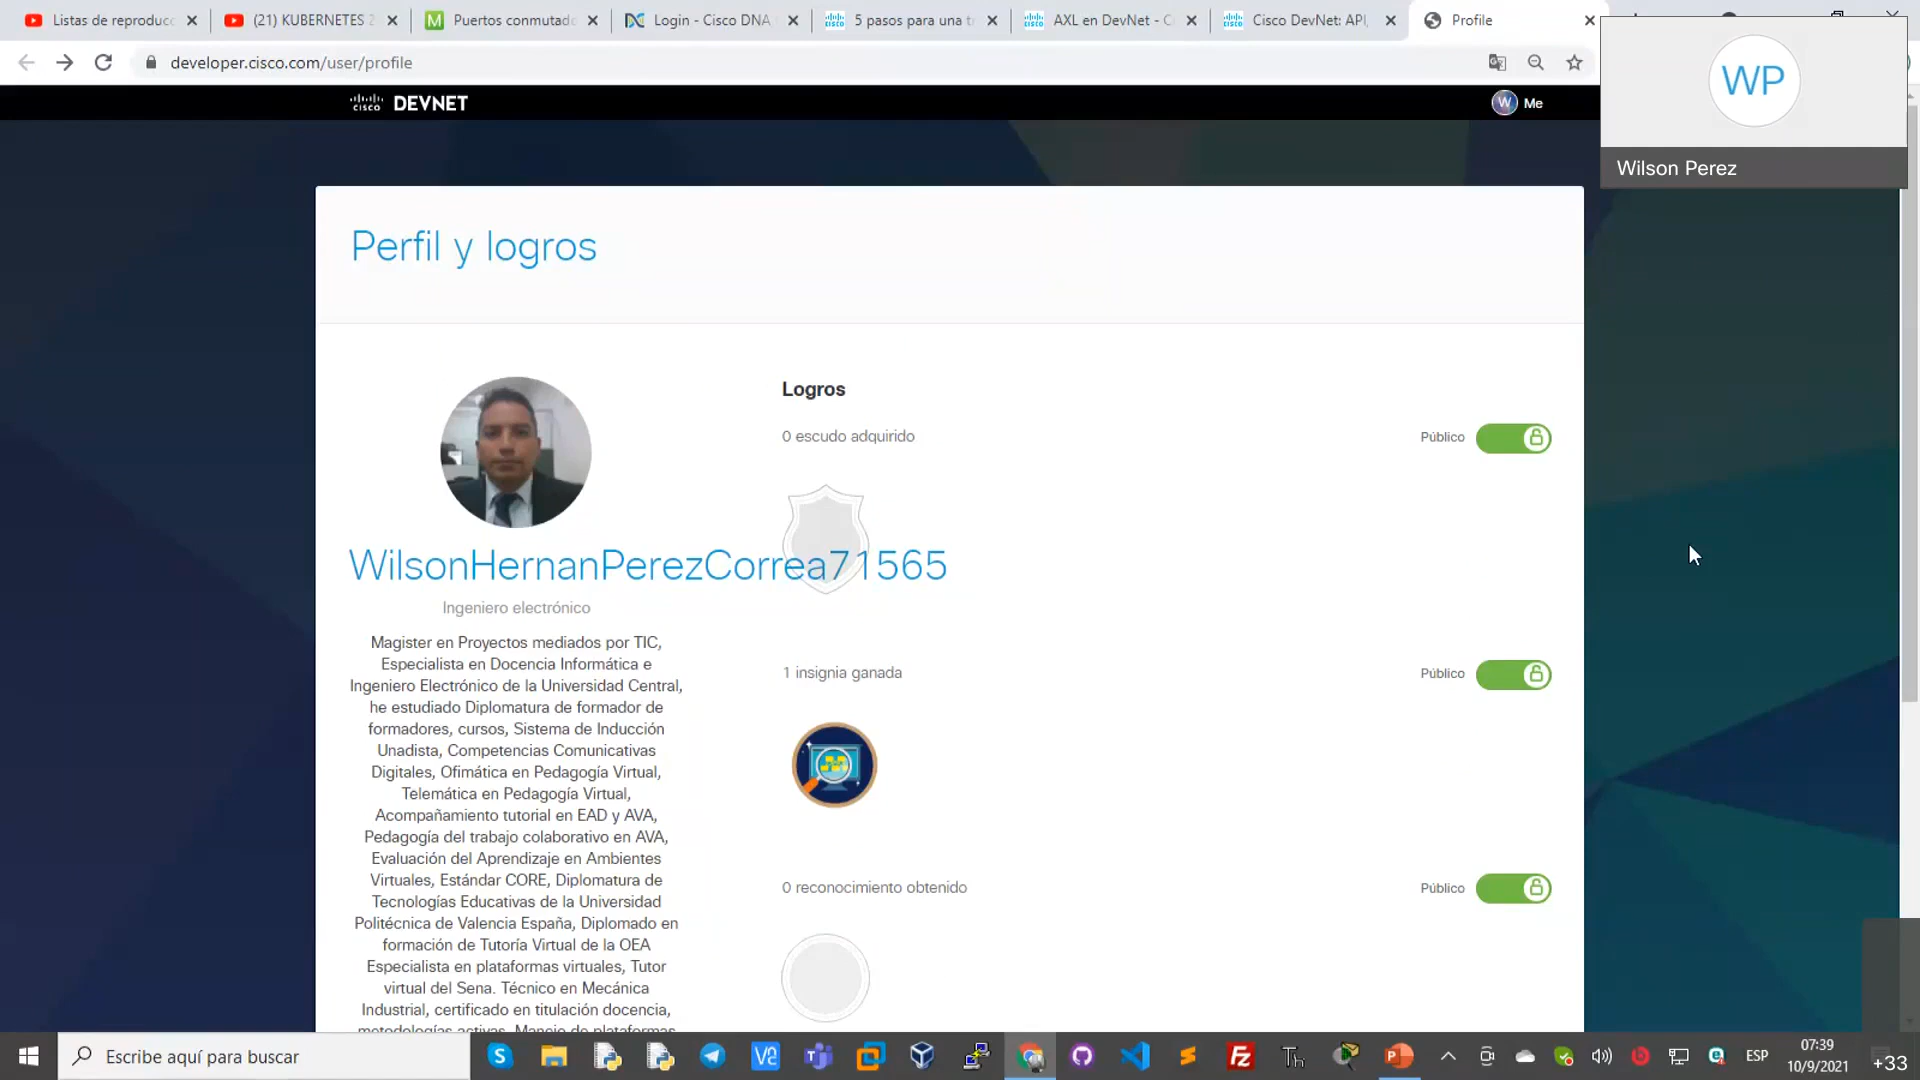 Listas de reproducc
(21) KUBERNETES 2
Puertos conmutado
Login - Cisco DNA
5 pasos para una t
AXL en DevNet - C
Cisco DevNet: API,
Profile
developer.cisco.com/user/profile
cisco DEVNET
W Me
WP
Wilson Perez
Perfil y logros
Logros
0 escudo adquirido
Público
WilsonHernanPerezCorrea71565
Ingeniero electrónico
Magister en Proyectos mediados por TIC,
Especialista en Docencia Informática e
Ingeniero Electrónico de la Universidad Central,
he estudiado Diplomatura de formador de
formadores, cursos, Sistema de Inducción
Unadista, Competencias Comunicativas
Digitales, Ofimática en Pedagogía Virtual,
Telemática en Pedagogía Virtual,
Acompañamiento tutorial en EAD y AVA,
Pedagogía del trabajo colaborativo en AVA,
Evaluación del Aprendizaje en Ambientes
Virtuales, Estándar CORE, Diplomatura de
Tecnologías Educativas de la Universidad
Politécnica de Valencia España, Diplomado en
formación de Tutoría Virtual de la OEA
Especialista en plataformas virtuales, Tutor
virtual del Sena. Técnico en Mecánica
Industrial, certificado en titulación docencia,
metodologías activas, Manejo de plataformas
1 insignia ganada
Público
0 reconocimiento obtenido
Público
Escribe aquí para buscar
ESP
07:39
10/9/2021
+33